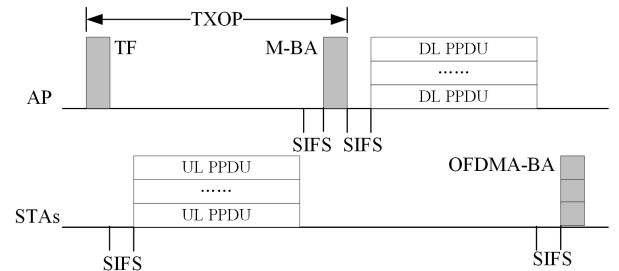 TXOP
TF
M-BA
DL PPDU
......
DL PPDU
AP
SIFS
SIFS
UL PPDU
......
UL PPDU
OFDMA-BA
STAs
SIFS
SIFS